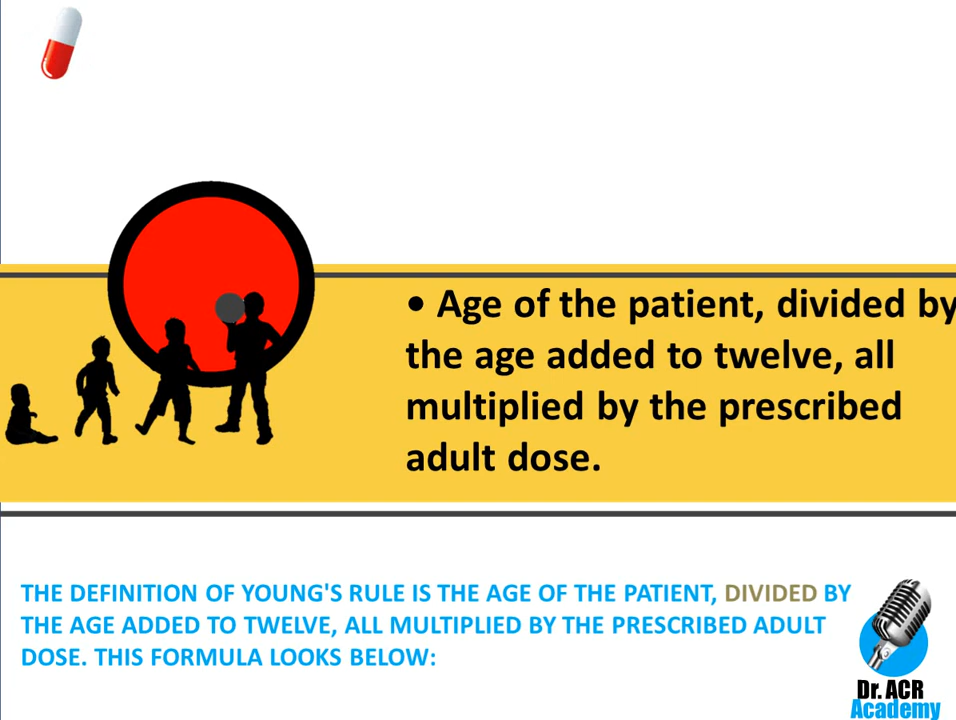 • Age of the patient, divided by
the age added to twelve, all
multiplied by the prescribed
adult dose.
THE DEFINITION OF YOUNG'S RULE IS THE AGE OF THE PATIENT, DIVIDED BY
THE AGE ADDED TO TWELVE, ALL MULTIPLIED BY THE PRESCRIBED ADULT
DOSE. THIS FORMULA LOOKS BELOW:
Dr. ACR
Academy